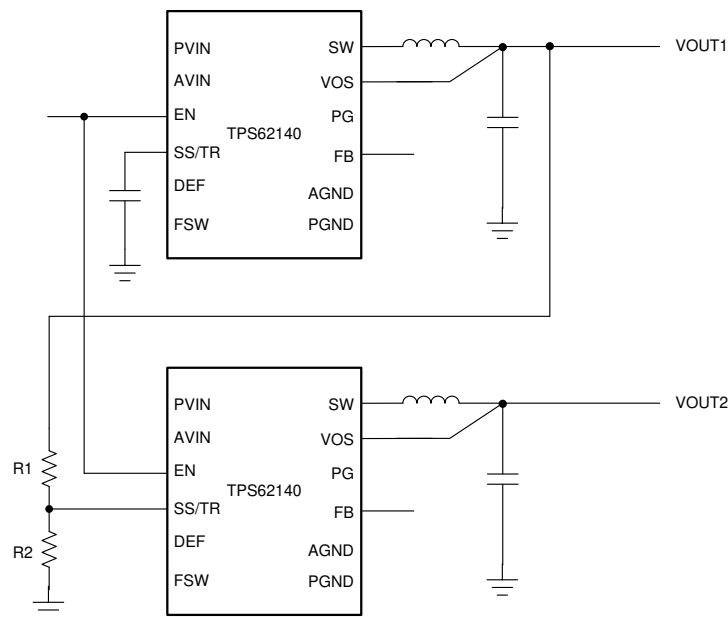 PVIN
AVIN
EN
SS/TR
DEF
FSW
TPS62140
SW
VOS
PG
FB
AGND
PGND
VOUT1
R1
R2
PVIN
AVIN
EN
SS/TR
DEF
FSW
TPS62140
SW
VOS
PG
FB
AGND
PGND
VOUT2